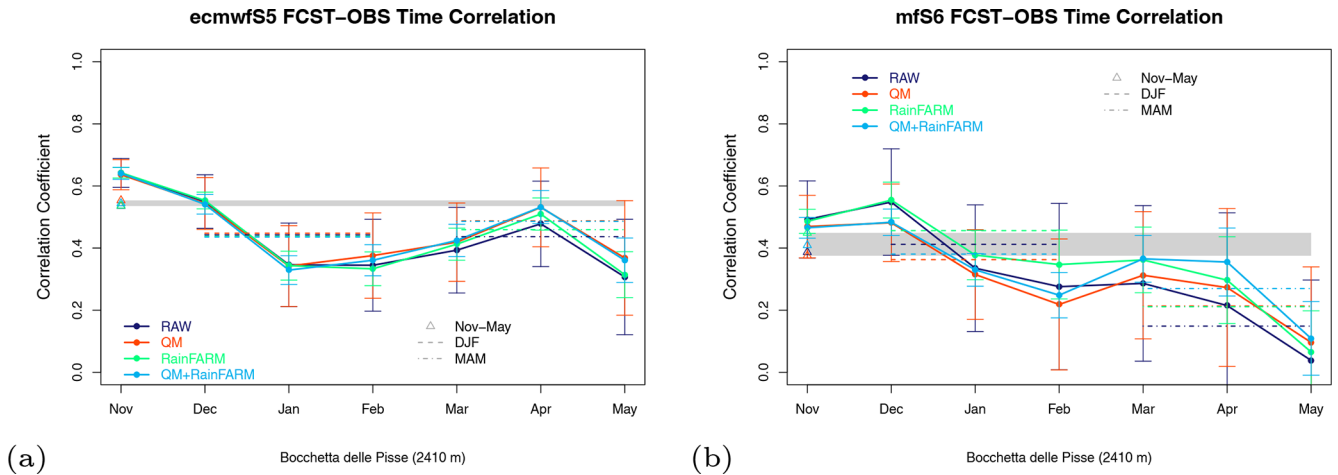 ecmwfS5 FCST−OBS Time Correlation
Correlation Coefficient
1.0
0.8
0.6
0.4
0.2
0.0
RAW
QM
RainFARM
QM+RainFARM
Nov−May
DJF
MAM
Nov Dec Jan Feb Mar Apr May
Bocchetta delle Pisse (2410 m)
(a)
mfS6 FCST−OBS Time Correlation
Correlation Coefficient
1.0
0.8
0.6
0.4
0.2
0.0
RAW
QM
RainFARM
QM+RainFARM
Nov−May
DJF
MAM
Nov Dec Jan Feb Mar Apr May
Bocchetta delle Pisse (2410 m)
(b)